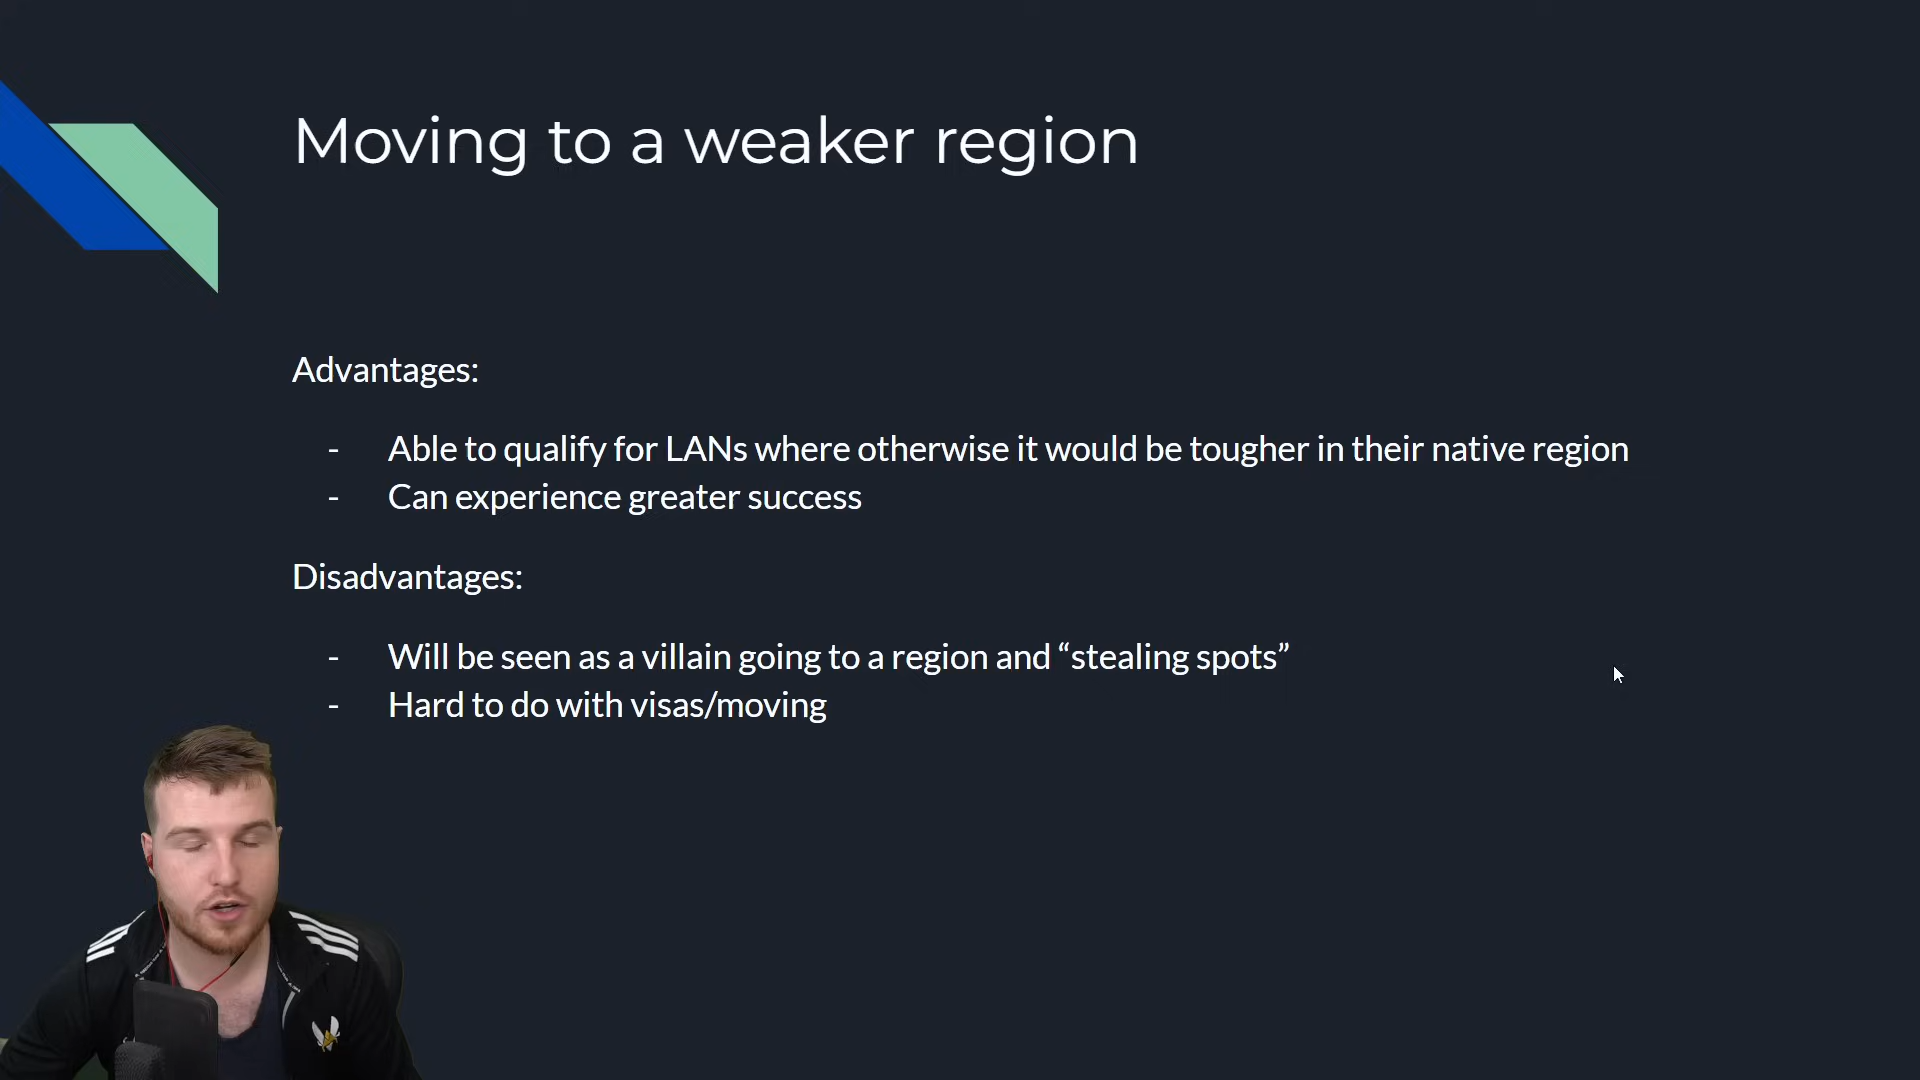 Moving to a weaker region
Advantages:
- Able to qualify for LANs where otherwise it would be tougher in their native region
- Can experience greater success
Disadvantages:
- Will be seen as a villain going to a region and “stealing spots”
- Hard to do with visas/moving